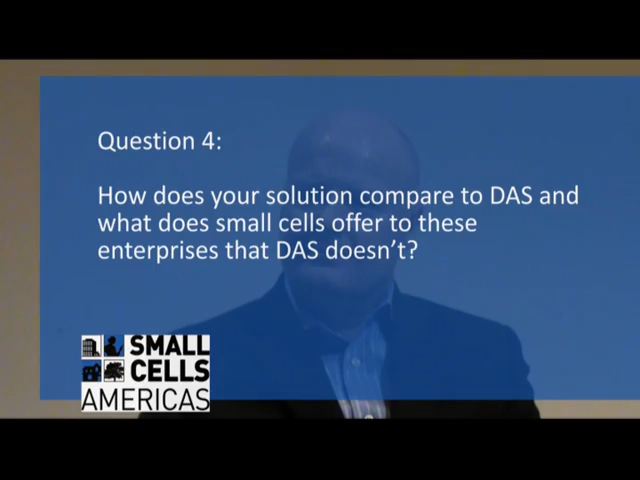 Question 4:
How does your solution compare to DAS and
what does small cells offer to these
enterprises that DAS doesn't?
SMALL
CELLS
AMERICAS